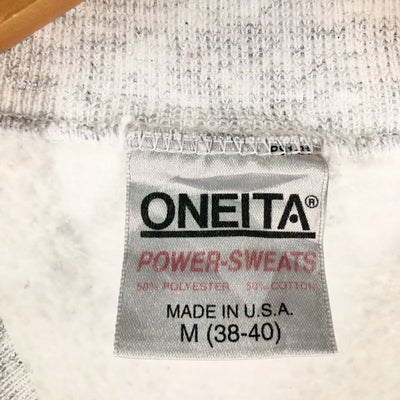 ONEITA®
POWER-SWEATS
50% POLYESTER 50% COTTON
MADE IN U.S.A.
M (38-40)